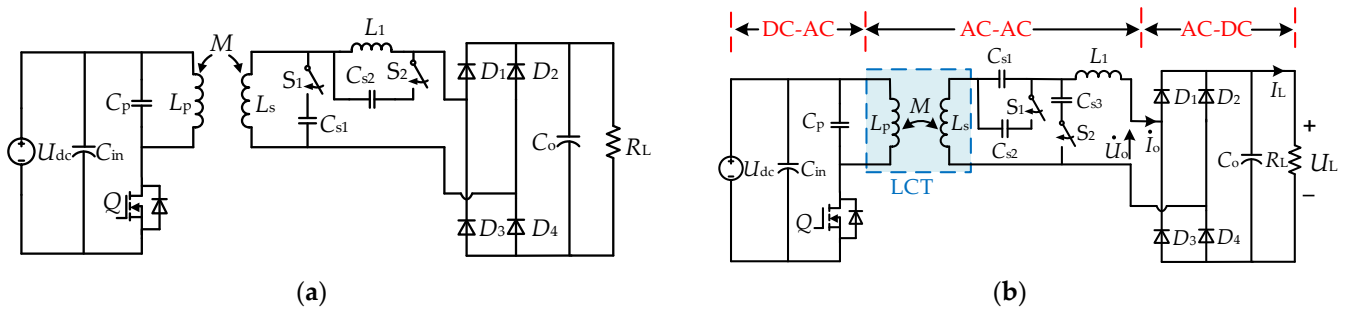 DC-AC AC-AC AC-DC
M L1 S1 Cs2 S2 D1 D2
Cp Lp Ls Cs1
Udc Cin Co RL
Q D3 D4
(a)
Cs1 L1 IL
Cp Lp M Ls S1 Cs3 D1 D2 +
Cs2 S2 U̇o İo
Udc Cin LCT Co RL UL
Q D3 D4 −
(b)